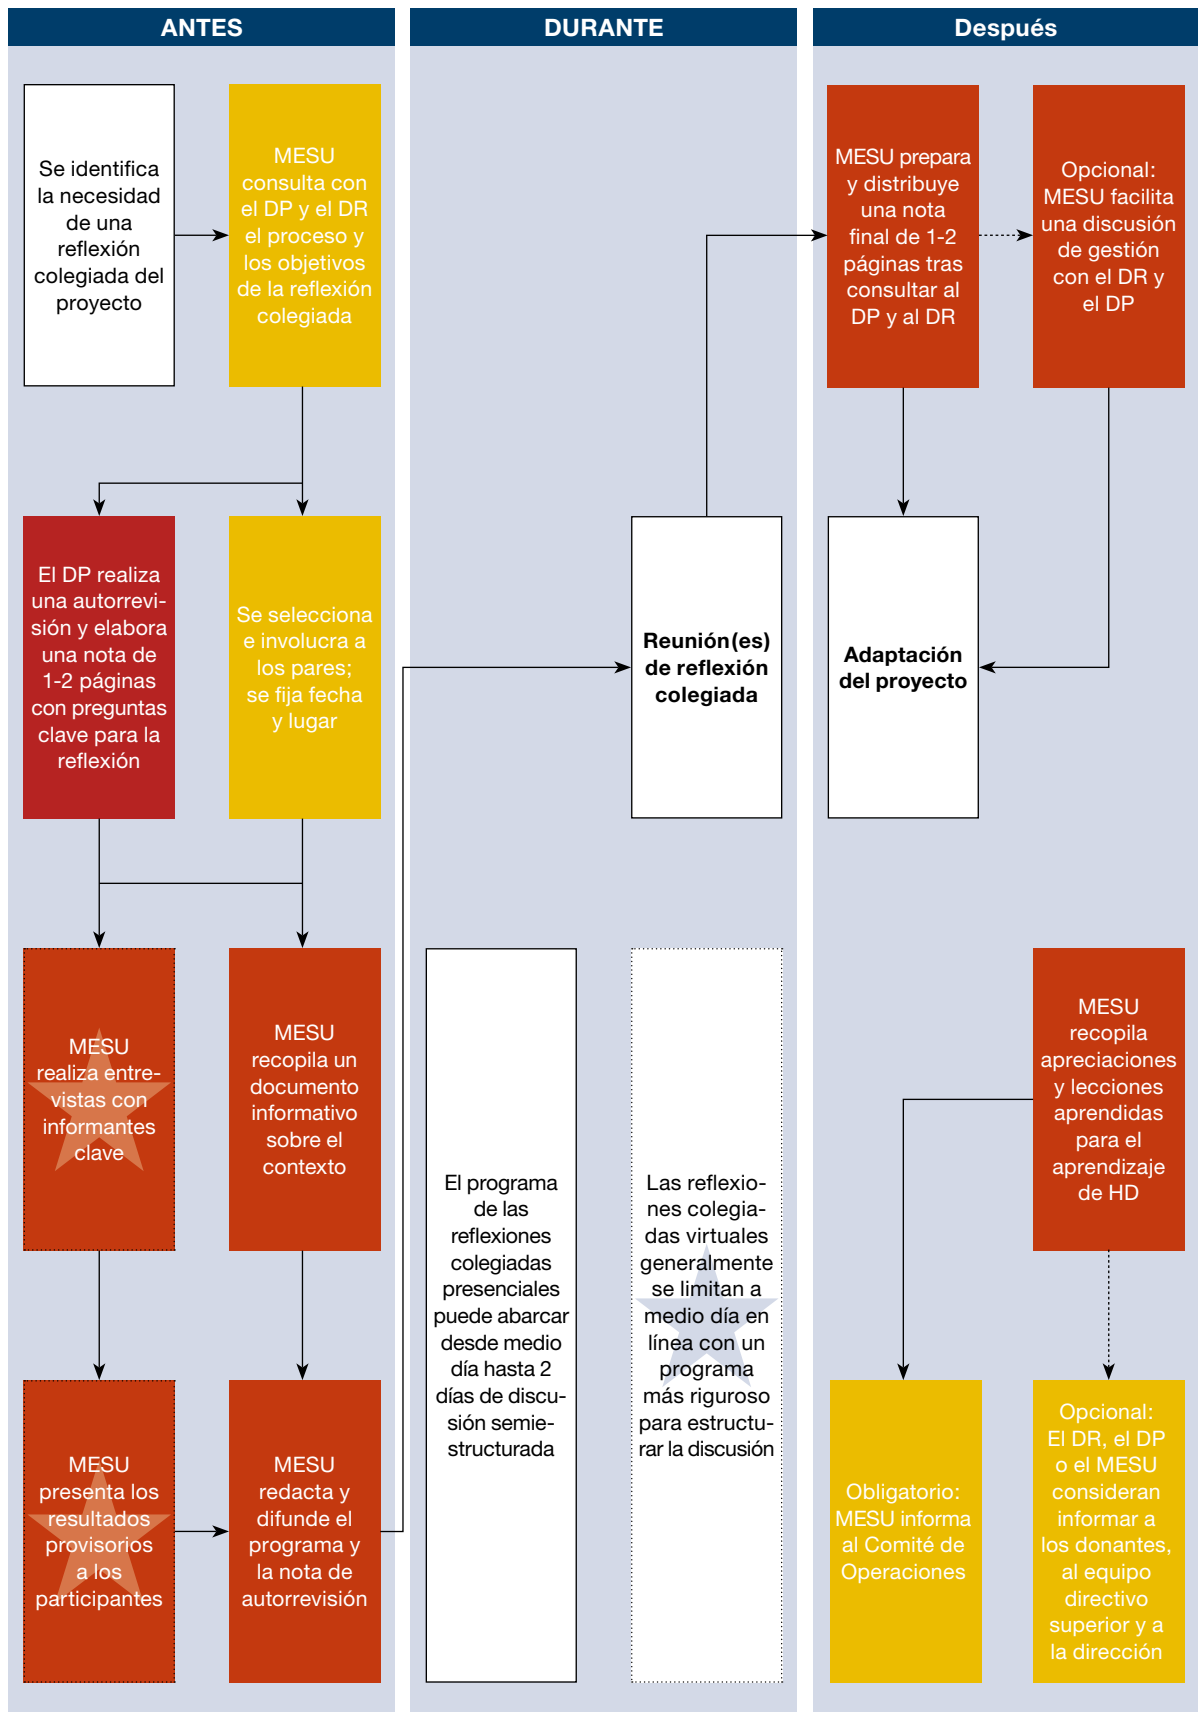 ANTES
Se identifica
la necesidad
de una
reflexión
colegiada del
proyecto
MESU
consulta con
el DP y el DR
el proceso y
los objetivos
de la reflexión
colegiada
El DP realiza
una autorrevi-
sión y elabora
una nota de
1-2 páginas
con preguntas
clave para la
reflexión
Se selecciona
e involucra a
los pares;
se fija fecha
y lugar
MESU
realiza entre-
vistas con
informantes
clave
MESU
recopila un
documento
informativo
sobre el
contexto
MESU
presenta los
resultados
provisorios
a los
participantes
MESU
redacta y
difunde el
programa y
la nota de
autorrevisión
DURANTE
Reunión(es)
de reflexión
colegiada
El programa
de las
reflexiones
colegiadas
presenciales
puede abarcar
desde medio
día hasta 2
días de discu-
sión semie-
structurada
Las reflexio-
nes colegia-
das virtuales
generalmente
se limitan a
medio día en
línea con un
programa
más riguroso
para estructu-
rar la discusión
Después
MESU prepara
y distribuye
una nota
final de 1-2
páginas tras
consultar al
DP y al DR
Opcional:
MESU facilita
una discusión
de gestión
con el DR y
el DP
Adaptación
del proyecto
MESU
recopila
apreciaciones
y lecciones
aprendidas
para el
aprendizaje
de HD
Obligatorio:
MESU informa
al Comité de
Operaciones
Opcional:
El DR, el DP
o el MESU
consideran
informar a
los donantes,
al equipo
directivo
superior y a
la dirección